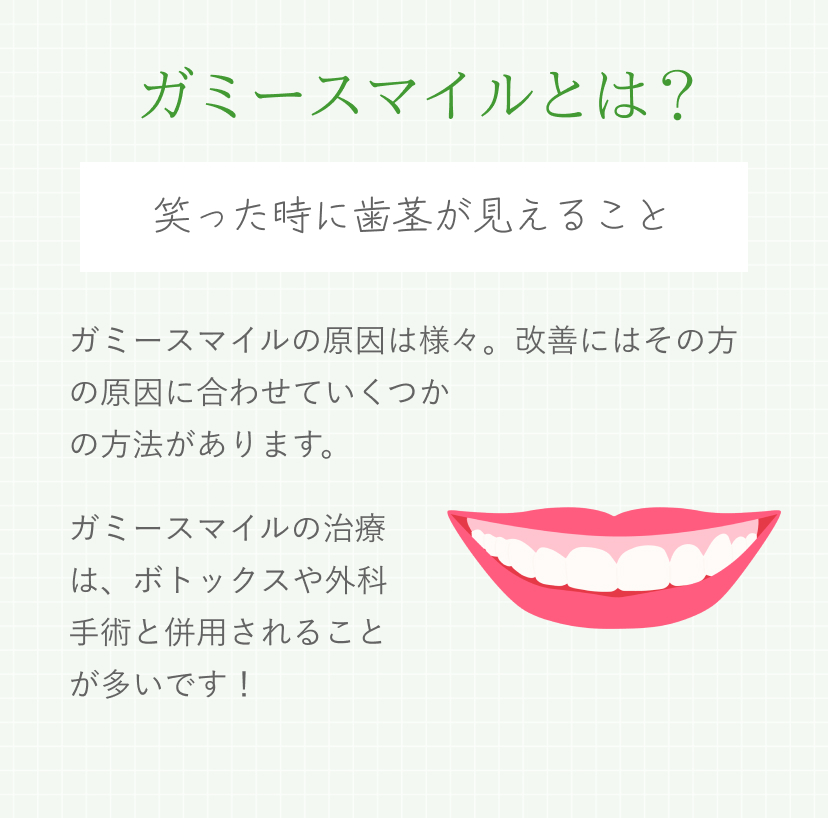 ガミースマイルとは？
笑った時に歯茎が見えること
ガミースマイルの原因は様々。改善にはその方
の原因に合わせていくつか
の方法があります。
ガミースマイルの治療
は、ボトックスや外科
手術と併用されること
が多いです！